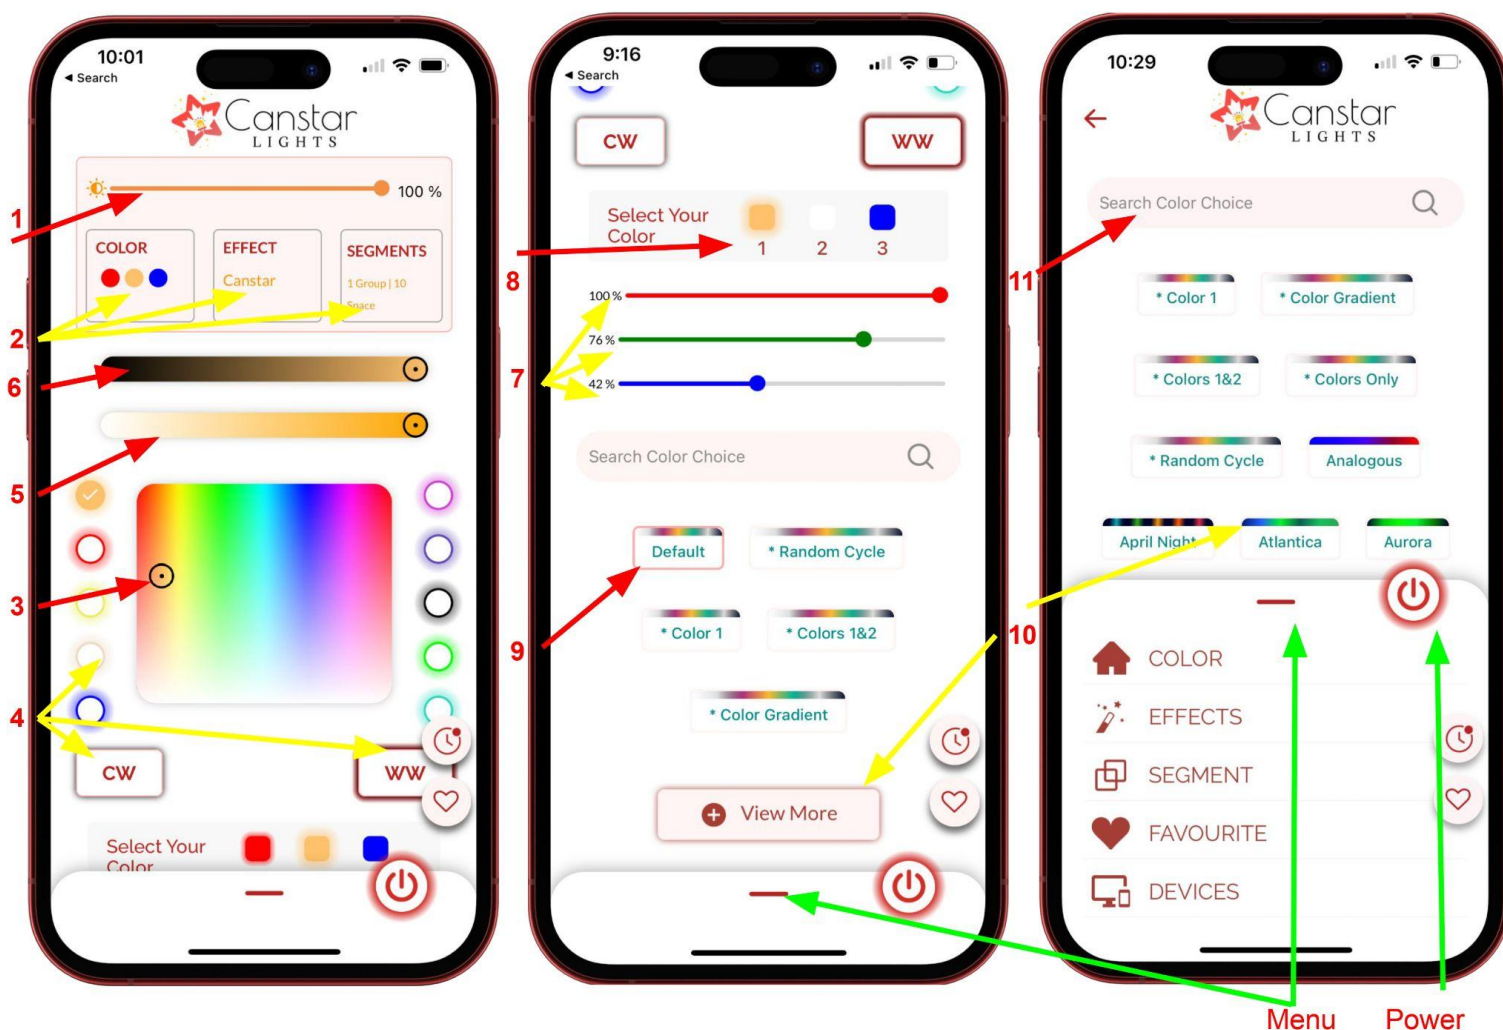 10:01
◄ Search
Canstar
LIGHTS
100 %
1
COLOR
EFFECT
Canstar
SEGMENTS
1 Group | 10
Space
2
6
5
3
4
CW
WW
Select Your
Color
9:16
◄ Search
CW
WW
Select Your
Color
1 2 3
8
100 %
76 %
42 %
7
Search Color Choice
Default
* Random Cycle
* Color 1
* Colors 1&2
9
* Color Gradient
View More
10:29
Canstar
LIGHTS
Search Color Choice
11
* Color 1
* Color Gradient
* Colors 1&2
* Colors Only
* Random Cycle
Analogous
April Night
Atlantica
Aurora
10
COLOR
EFFECTS
SEGMENT
FAVOURITE
DEVICES
Menu
Power